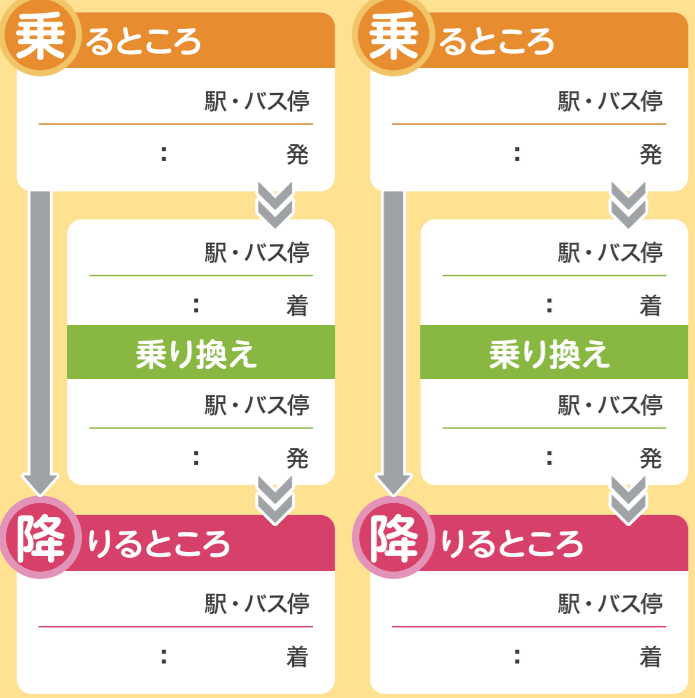 乗るところ
駅・バス停
： 発
駅・バス停
： 着
乗り換え
駅・バス停
： 発
降りるところ
駅・バス停
： 着
乗るところ
駅・バス停
： 発
駅・バス停
： 着
乗り換え
駅・バス停
： 発
降りるところ
駅・バス停
： 着